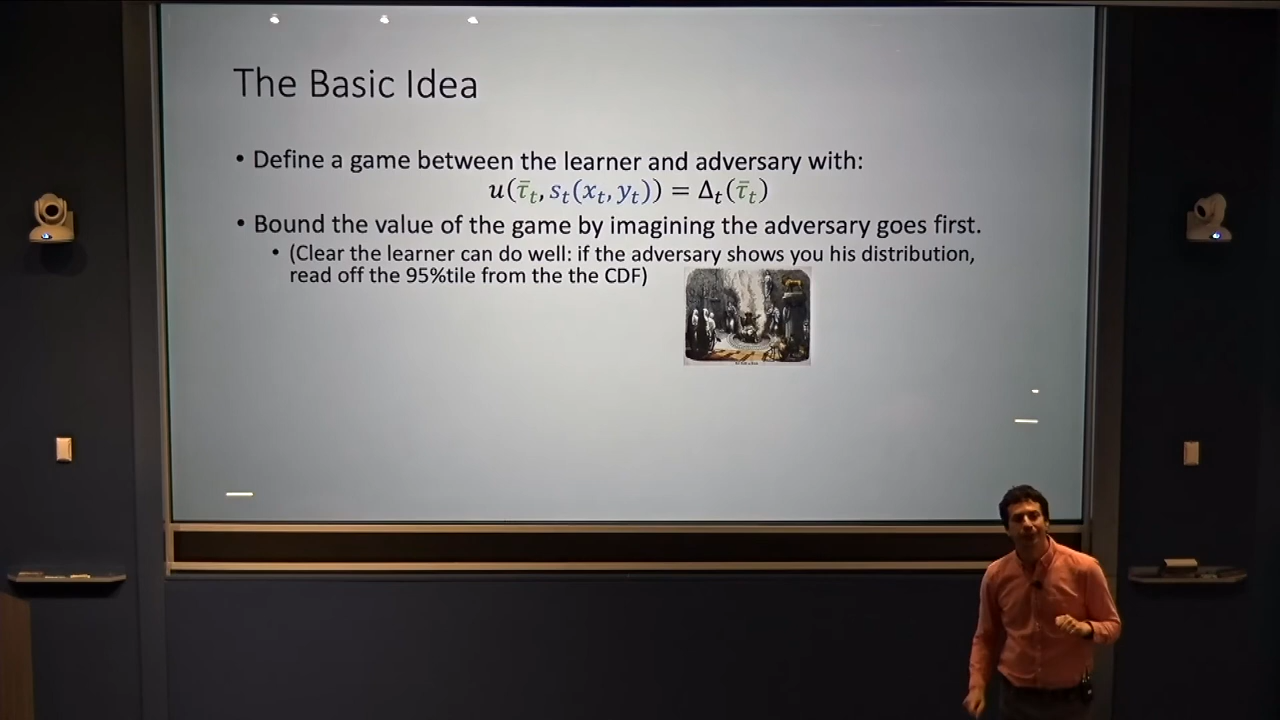 The Basic Idea
• Define a game between the learner and adversary with:
u(τ̄ₜ, sₜ(xₜ, yₜ)) = Δₜ(τ̄ₜ)
• Bound the value of the game by imagining the adversary goes first.
• (Clear the learner can do well: if the adversary shows you his distribution,
read off the 95%tile from the the CDF)